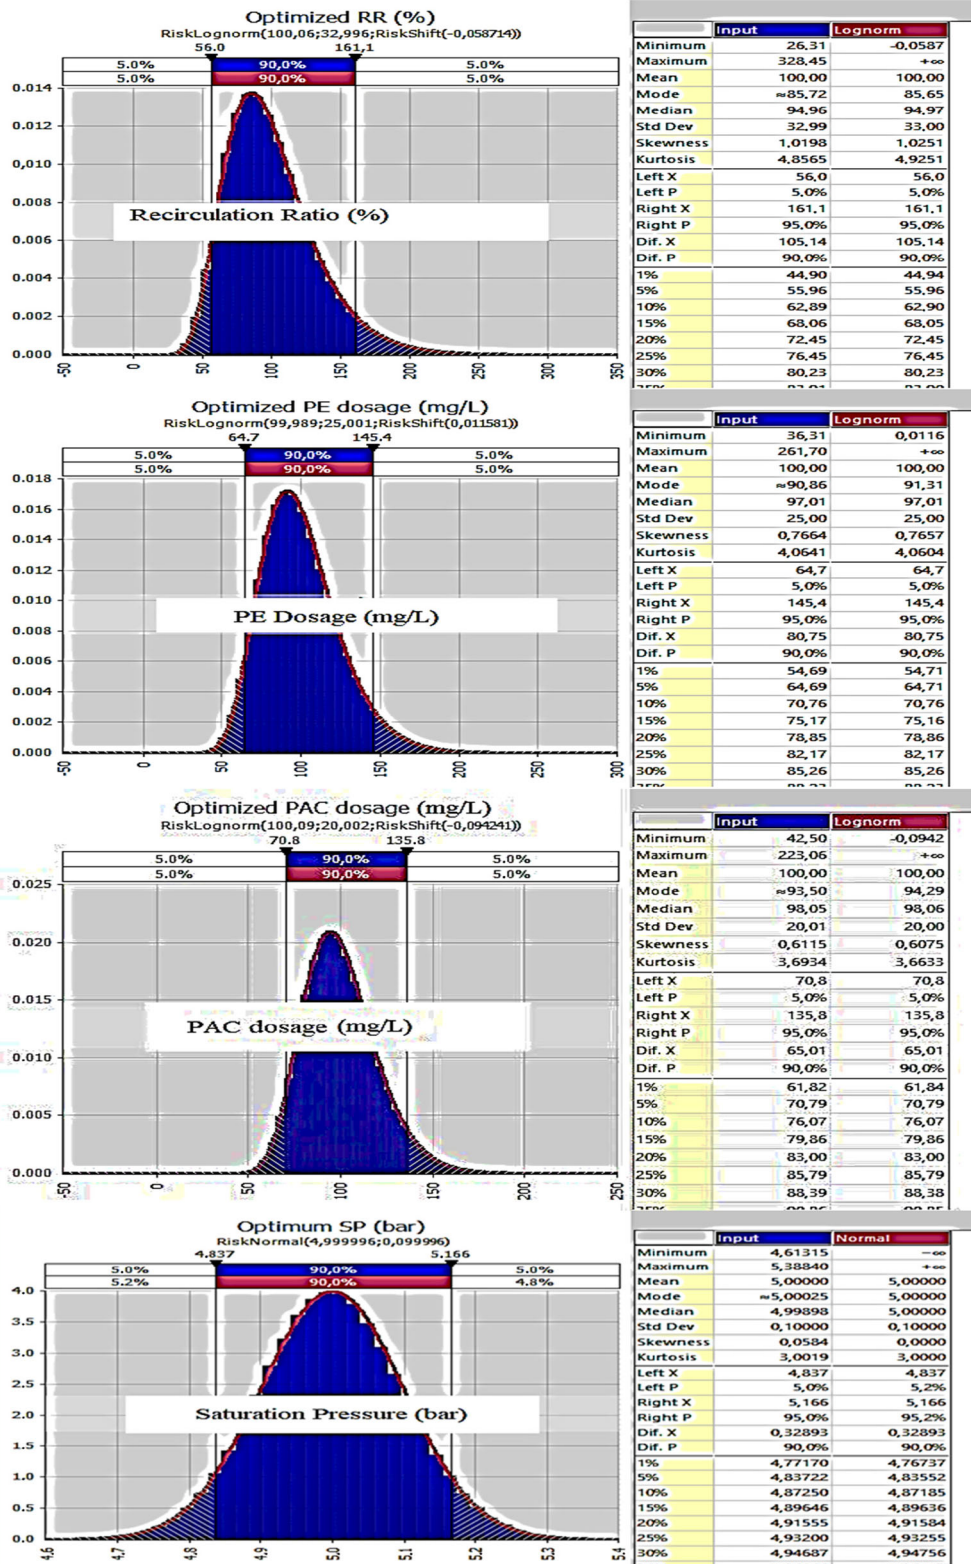 Optimized RR (%)
RiskLognorm(100,06;32,996;RiskShift(-0,058714))
56.0 161,1
5.0% 90,0% 5.0%
5.0% 90.0% 5.0%
0.014
0.012
0,010
0,008
0.006
0.004
0.002
0.000
-50 0 50 100 150 200 250 300 350
Recirculation Ratio (%)
Input Lognorm
Minimum 26,31 -0,0587
Maximum 328,45 +∞
Mean 100,00 100,00
Mode ≈85,72 85,65
Median 94,96 94,97
Std Dev 32,99 33,00
Skewness 1,0198 1,0251
Kurtosis 4,8565 4,9251
Left X 56,0 56,0
Left P 5,0% 5,0%
Right X 161,1 161,1
Right P 95,0% 95,0%
Dif. X 105,14 105,14
Dif. P 90,0% 90,0%
1% 44,90 44,94
5% 55,96 55,96
10% 62,89 62,90
15% 68,06 68,05
20% 72,45 72,45
25% 76,45 76,45
30% 80,23 80,23
Optimized PE dosage (mg/L)
RiskLognorm(99,989;25,001;RiskShift(0,011581))
64.7 145.4
5.0% 90,0% 5.0%
5.0% 90.0% 5.0%
0.018
0.016
0.014
0.012
0.010
0.008
0.006
0.004
0.002
0.000
-50 0 50 100 150 200 250 300
PE Dosage (mg/L)
Input Lognorm
Minimum 36,31 0,0116
Maximum 261,70 +∞
Mean 100,00 100,00
Mode ≈90,86 91,31
Median 97,01 97,01
Std Dev 25,00 25,00
Skewness 0,7664 0,7657
Kurtosis 4,0641 4,0604
Left X 64,7 64,7
Left P 5,0% 5,0%
Right X 145,4 145,4
Right P 95,0% 95,0%
Dif. X 80,75 80,75
Dif. P 90,0% 90,0%
1% 54,69 54,71
5% 64,69 64,71
10% 70,76 70,76
15% 75,17 75,16
20% 78,85 78,86
25% 82,17 82,17
30% 85,26 85,26
Optimized PAC dosage (mg/L)
RiskLognorm(100,09;20,002;RiskShift(-0,094241))
70.8 135.8
5.0% 90,0% 5.0%
5.0% 90.0% 5.0%
0.025
0.020
0.015
0.010
0.005
0.000
-50 0 50 100 150 200 250
PAC dosage (mg/L)
Input Lognorm
Minimum 42,50 -0,0942
Maximum 223,06 +∞
Mean 100,00 100,00
Mode ≈93,50 94,29
Median 98,05 98,06
Std Dev 20,01 20,00
Skewness 0,6115 0,6075
Kurtosis 3,6934 3,6633
Left X 70,8 70,8
Left P 5,0% 5,0%
Right X 135,8 135,8
Right P 95,0% 95,0%
Dif. X 65,01 65,01
Dif. P 90,0% 90,0%
1% 61,82 61,84
5% 70,79 70,79
10% 76,07 76,07
15% 79,86 79,86
20% 83,00 83,00
25% 85,79 85,79
30% 88,39 88,38
Optimum SP (bar)
RiskNormal(4,999996;0,099996)
4.837 5.166
5.0% 90,0% 5.0%
5.2% 90.0% 4.8%
4.0
3.5
3.0
2.5
2.0
1.5
1.0
0.5
0.0
4,6 4,7 4,8 4,9 5,0 5,1 5,2 5,3 5,4
Saturation Pressure (bar)
Input Normal
Minimum 4,61315 −∞
Maximum 5,38840 +∞
Mean 5,00000 5,00000
Mode ≈5,00025 5,00000
Median 4,99898 5,00000
Std Dev 0,10000 0,10000
Skewness 0,0584 0,0000
Kurtosis 3,0019 3,0000
Left X 4,837 4,837
Left P 5,0% 5,2%
Right X 5,166 5,166
Right P 95,0% 95,2%
Dif. X 0,32893 0,32893
Dif. P 90,0% 90,0%
1% 4,77170 4,76737
5% 4,83722 4,83552
10% 4,87250 4,87185
15% 4,89646 4,89636
20% 4,91555 4,91584
25% 4,93200 4,93255
30% 4,94687 4,94756